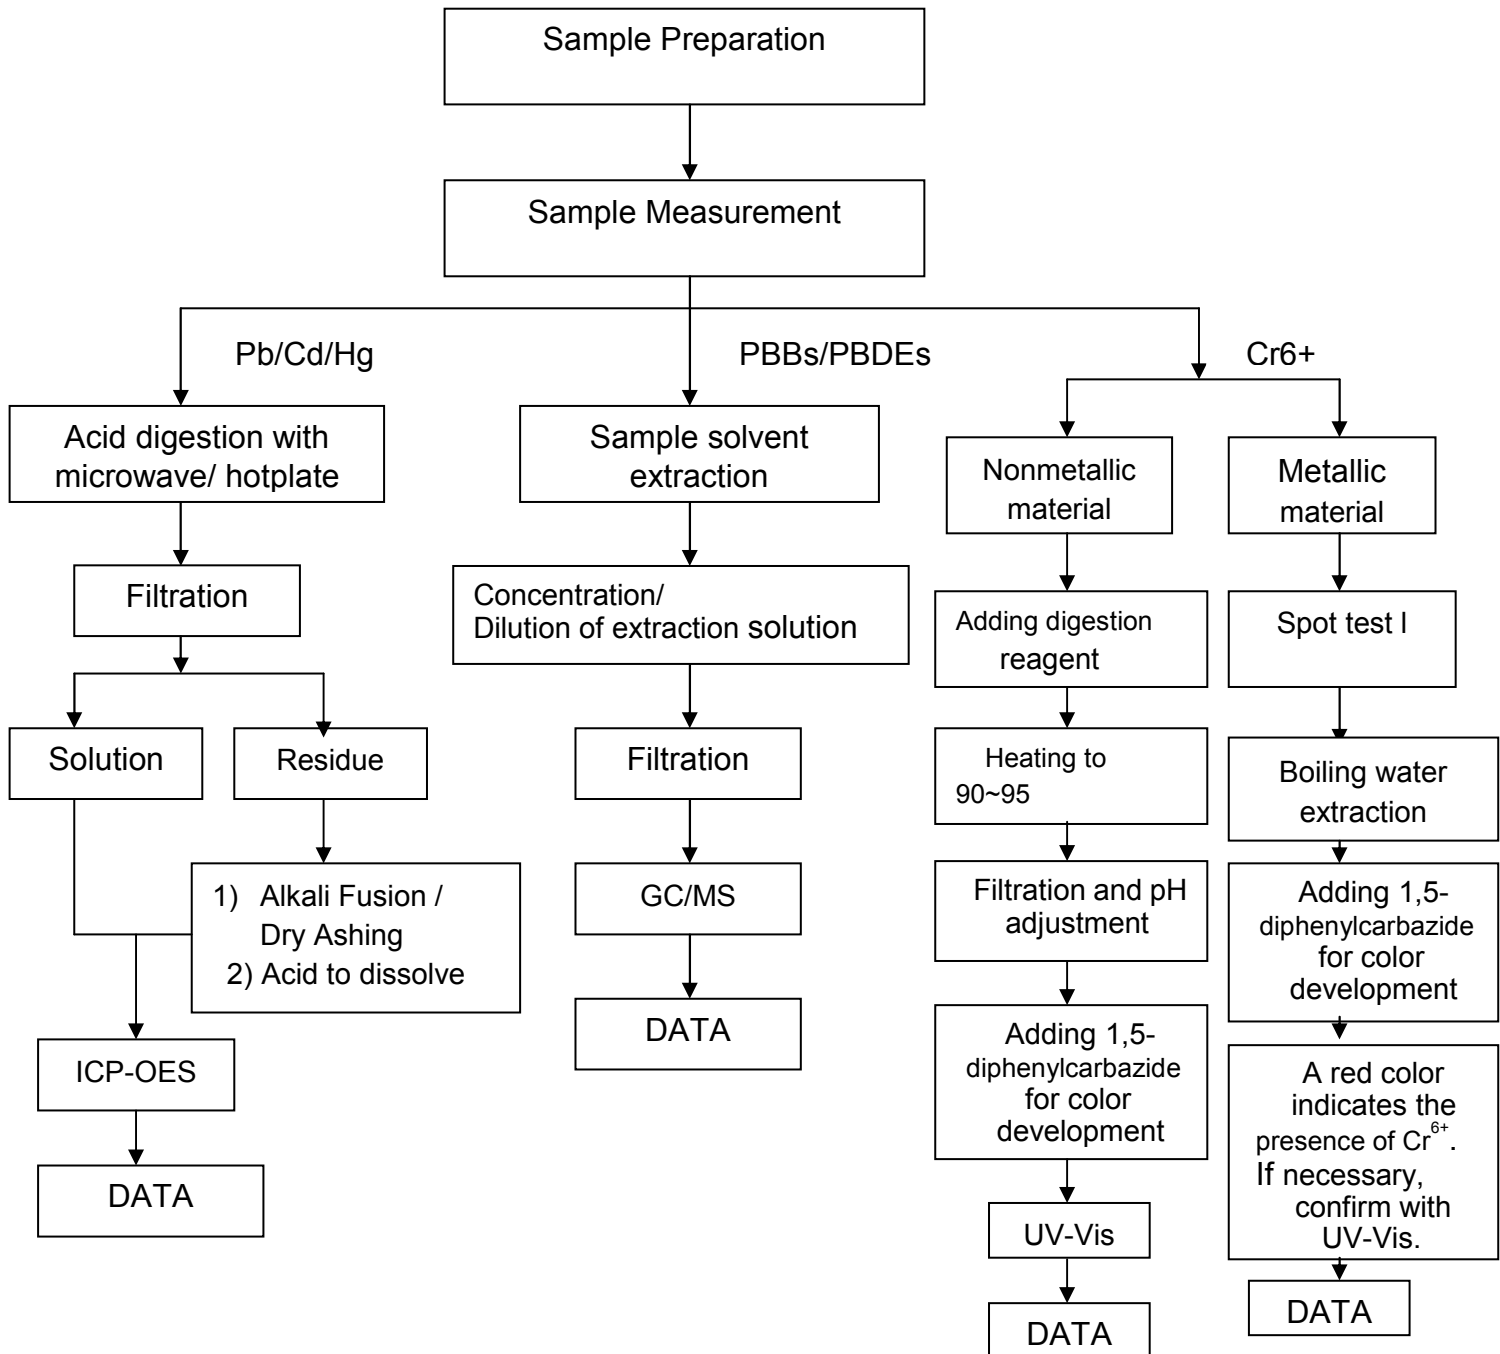 Sample Preparation
Sample Measurement
Pb/Cd/Hg
PBBs/PBDEs
Cr6+
Acid digestion with
microwave/ hotplate
Filtration
Solution
Residue
1) Alkali Fusion /
Dry Ashing
2) Acid to dissolve
ICP-OES
DATA
Sample solvent
extraction
Concentration/
Dilution of extraction solution
Filtration
GC/MS
DATA
Nonmetallic
material
Adding digestion
reagent
Heating to
90~95
Filtration and pH
adjustment
Adding 1,5-
diphenylcarbazide
for color
development
UV-Vis
DATA
Metallic
material
Spot test I
Boiling water
extraction
Adding 1,5-
diphenylcarbazide
for color
development
A red color
indicates the
presence of Cr⁶⁺.
If necessary,
confirm with
UV-Vis.
DATA